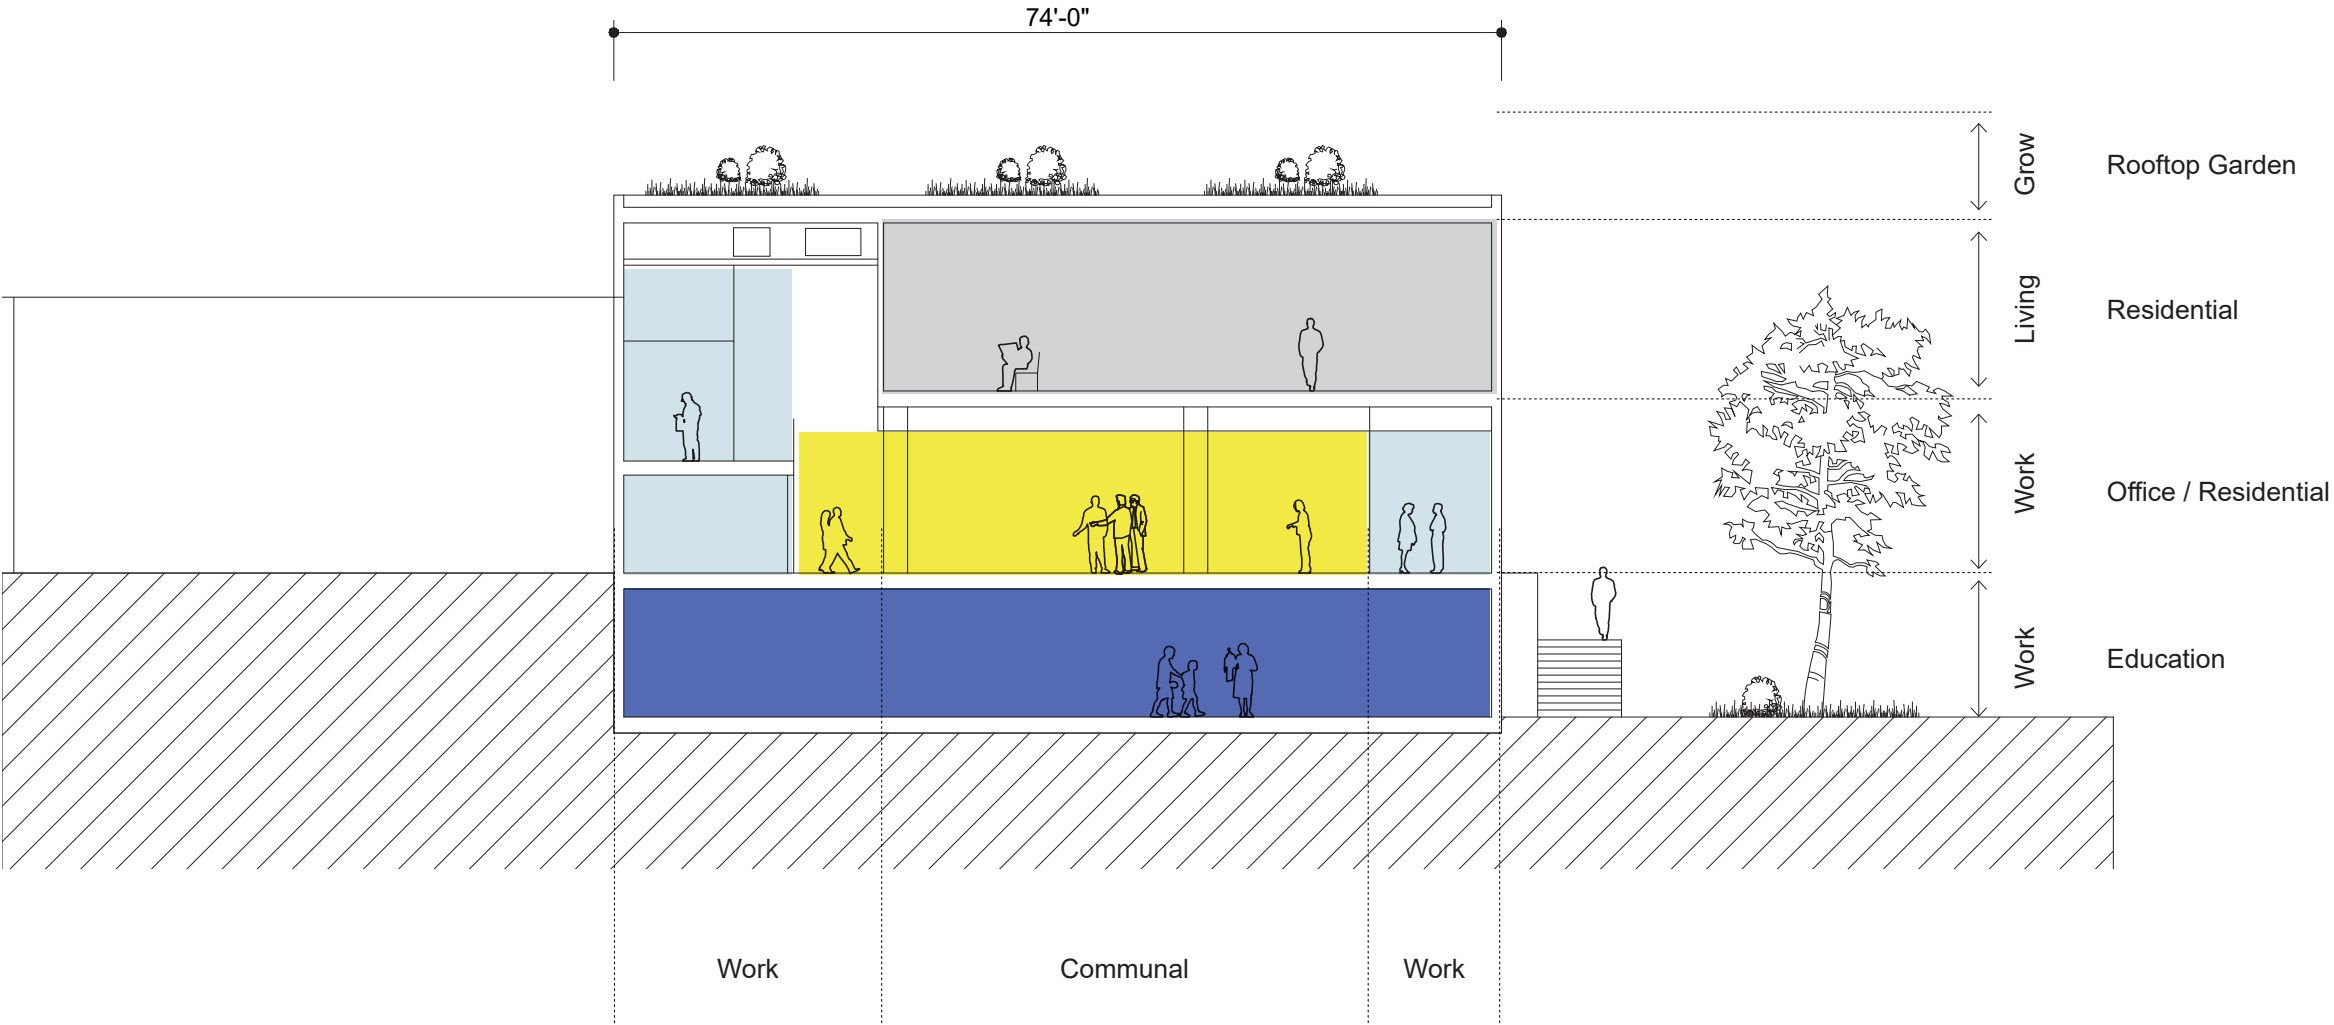 74'-0"
Grow
Rooftop Garden
Living
Residential
Work
Office / Residential
Work
Education
Work
Communal
Work